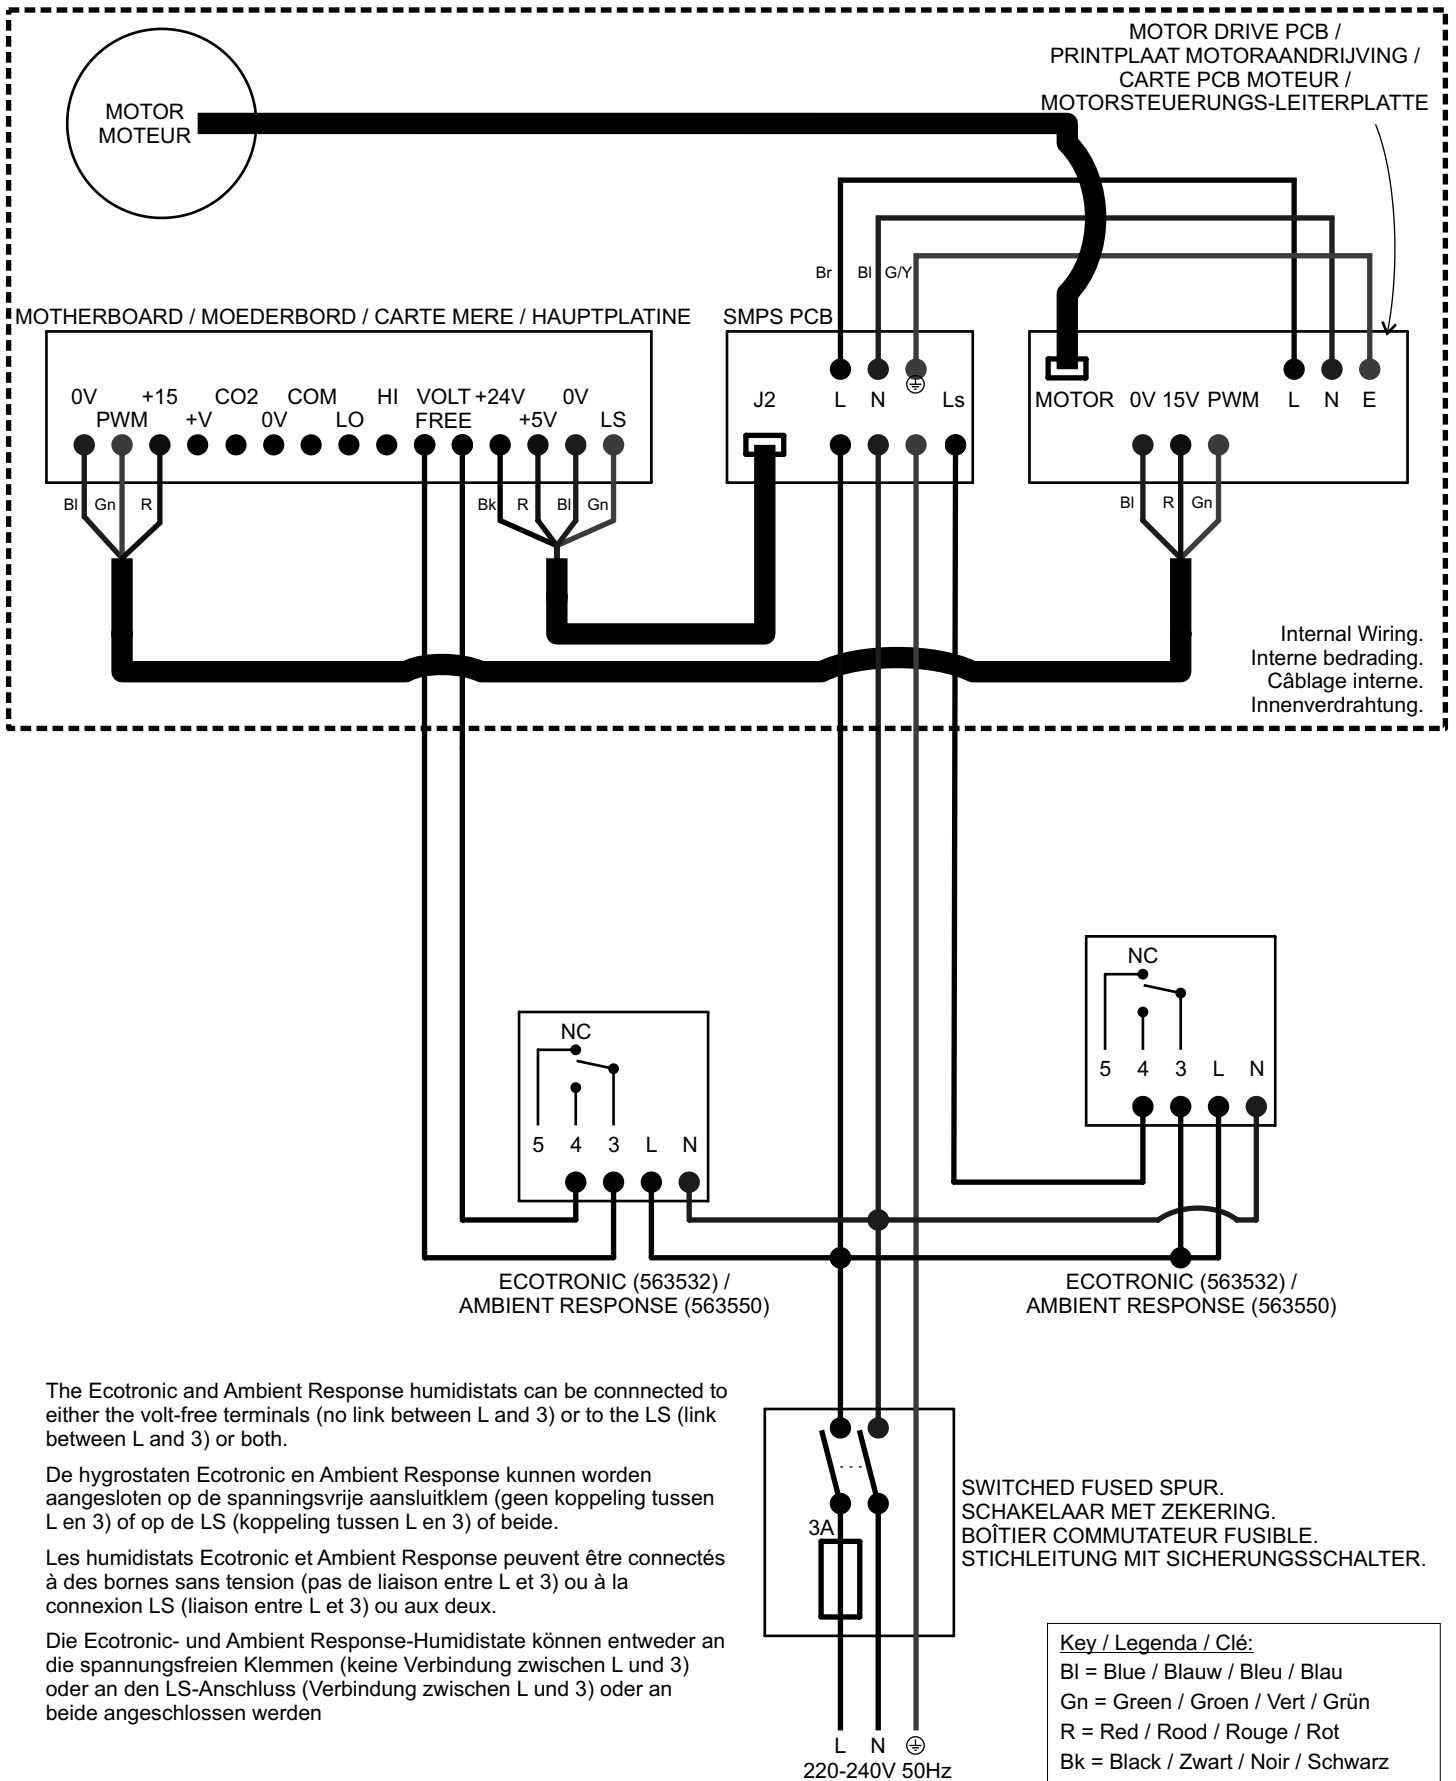 MOTOR DRIVE PCB /
PRINTPLAAT MOTORAANDRIJVING /
CARTE PCB MOTEUR /
MOTORSTEUERUNGS-LEITERPLATTE
MOTOR
MOTEUR
Br Bl G/Y
MOTHERBOARD / MOEDERBORD / CARTE MERE / HAUPTPLATINE
0V +15 CO2 COM HI VOLT +24V 0V
PWM +V 0V LO FREE +5V LS
Bl Gn R Bk R Bl Gn
SMPS PCB
J2 L N Ls
MOTOR 0V 15V PWM L N E
Bl R Gn
Internal Wiring.
Interne bedrading.
Câblage interne.
Innenverdrahtung.
NC
5 4 3 L N
ECOTRONIC (563532) /
AMBIENT RESPONSE (563550)
NC
5 4 3 L N
ECOTRONIC (563532) /
AMBIENT RESPONSE (563550)
The Ecotronic and Ambient Response humidistats can be connnected to
either the volt-free terminals (no link between L and 3) or to the LS (link
between L and 3) or both.
De hygrostaten Ecotronic en Ambient Response kunnen worden
aangesloten op de spanningsvrije aansluitklem (geen koppeling tussen
L en 3) of op de LS (koppeling tussen L en 3) of beide.
Les humidistats Ecotronic et Ambient Response peuvent être connectés
à des bornes sans tension (pas de liaison entre L et 3) ou à la
connexion LS (liaison entre L et 3) ou aux deux.
Die Ecotronic- und Ambient Response-Humidistate können entweder an
die spannungsfreien Klemmen (keine Verbindung zwischen L und 3)
oder an den LS-Anschluss (Verbindung zwischen L und 3) oder an
beide angeschlossen werden
3A
SWITCHED FUSED SPUR.
SCHAKELAAR MET ZEKERING.
BOÎTIER COMMUTATEUR FUSIBLE.
STICHLEITUNG MIT SICHERUNGSSCHALTER.
L N
220-240V 50Hz
Key / Legenda / Clé:
Bl = Blue / Blauw / Bleu / Blau
Gn = Green / Groen / Vert / Grün
R = Red / Rood / Rouge / Rot
Bk = Black / Zwart / Noir / Schwarz